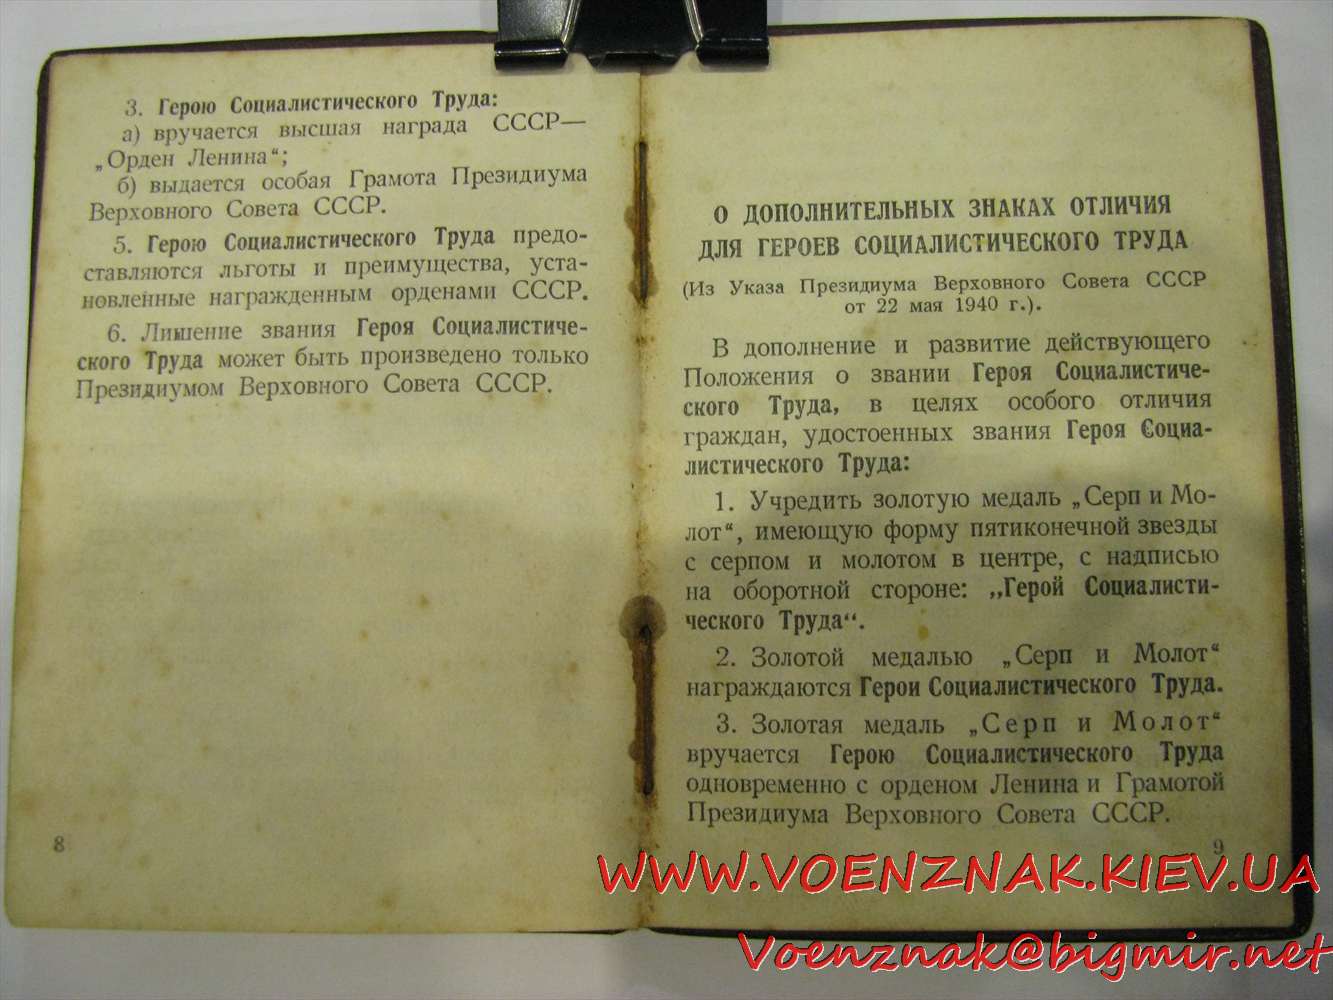 3. Герою Социалистического Труда:
а) вручается высшая награда СССР—
„Орден Ленина“;
б) выдается особая Грамота Президиума
Верховного Совета СССР.
5. Герою Социалистического Труда предо-
ставляются льготы и преимущества, уста-
новленные награжденным орденами СССР.
6. Лишение звания Героя Социалистиче-
ского Труда может быть произведено только
Президиумом Верховного Совета СССР.
8
О ДОПОЛНИТЕЛЬНЫХ ЗНАКАХ ОТЛИЧИЯ
ДЛЯ ГЕРОЕВ СОЦИАЛИСТИЧЕСКОГО ТРУДА
(Из Указа Президиума Верховного Совета СССР
от 22 мая 1940 г.).
В дополнение и развитие действующего
Положения о звании Героя Социалистиче-
ского Труда, в целях особого отличия
граждан, удостоенных звания Героя Социа-
листического Труда:
1. Учредить золотую медаль „Серп и Мо-
лот“, имеющую форму пятиконечной звезды
с серпом и молотом в центре, с надписью
на оборотной стороне: „Герой Социалисти-
ческого Труда“.
2. Золотой медалью „Серп и Молот“
награждаются Герои Социалистического Труда.
3. Золотая медаль „Серп и Молот“
вручается Герою Социалистического Труда
одновременно с орденом Ленина и Грамотой
Президиума Верховного Совета СССР.
9
WWW.VOENZNAK.KIEV.UA
Voenznak@bigmir.net